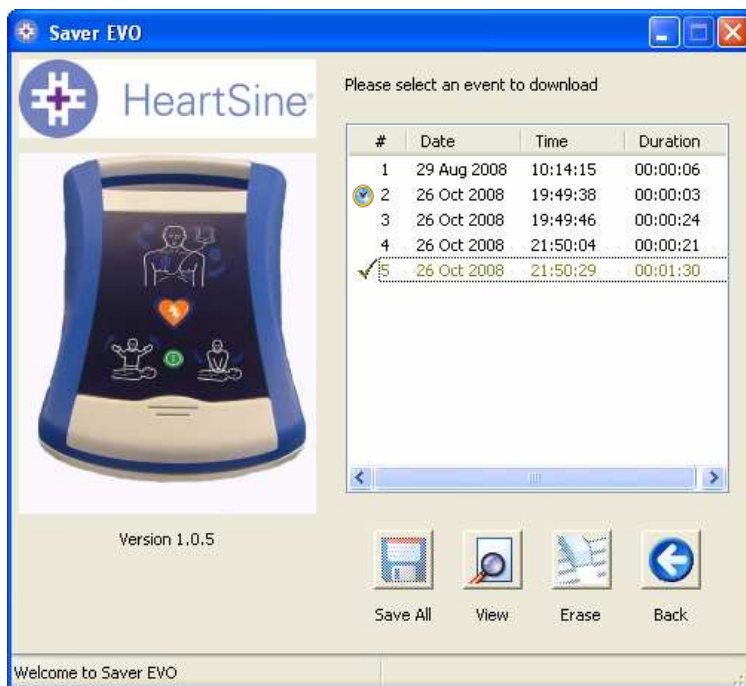 Saver EVO
HeartSine
Please select an event to download
# Date Time Duration
1 29 Aug 2008 10:14:15 00:00:06
2 26 Oct 2008 19:49:38 00:00:03
3 26 Oct 2008 19:49:46 00:00:24
4 26 Oct 2008 21:50:04 00:00:21
5 26 Oct 2008 21:50:29 00:01:30
Version 1.0.5
Save All View Erase Back
Welcome to Saver EVO